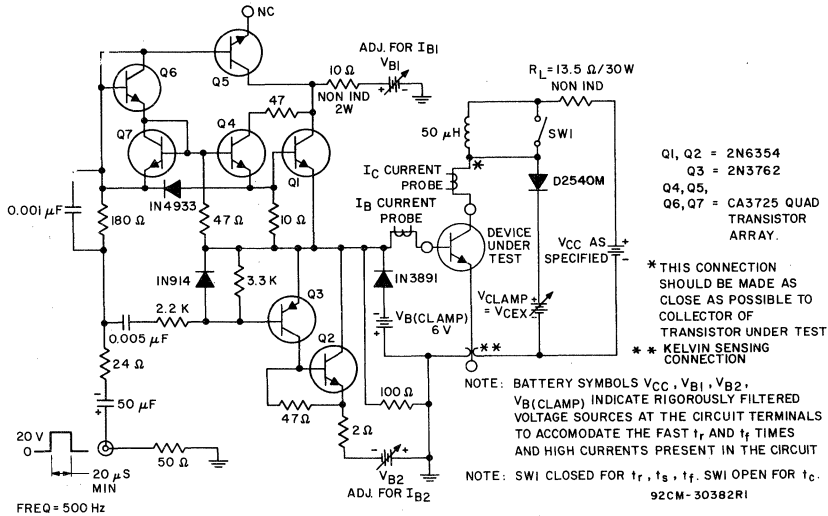 NC
ADJ. FOR IB1
VB1
+ -
Q6
Q5
10 Ω
NON IND
2W
RL = 13.5 Ω/30W
NON IND
47
Q7
Q4
Q1
50 µH
SW1
*
IC CURRENT
PROBE
D2540M
IN4933
0.001 µF
180 Ω
47 Ω
10 Ω
IB CURRENT
PROBE
DEVICE
UNDER
TEST
VCC AS
SPECIFIED
+
-
Q1, Q2 = 2N6354
Q3 = 2N3762
Q4, Q5,
Q6, Q7 = CA3725 QUAD
TRANSISTOR
ARRAY.
IN914
3.3 K
Q3
IN3891
2.2 K
0.005 µF
Q2
-
+
VB(CLAMP)
6 V
VCLAMP +
= VCEX -
* THIS CONNECTION
SHOULD BE MADE AS
CLOSE AS POSSIBLE TO
COLLECTOR OF
TRANSISTOR UNDER TEST
* *
* * KELVIN SENSING
CONNECTION
24 Ω
50 µF
-
+
47Ω
2Ω
100 Ω
- +
VB2
ADJ. FOR IB2
20 V
0
20 µS
MIN
50 Ω
FREQ = 500 Hz
NOTE: BATTERY SYMBOLS VCC, VB1, VB2,
VB(CLAMP) INDICATE RIGOROUSLY FILTERED
VOLTAGE SOURCES AT THE CIRCUIT TERMINALS
TO ACCOMODATE THE FAST tr AND tf TIMES
AND HIGH CURRENTS PRESENT IN THE CIRCUIT
NOTE: SW1 CLOSED FOR tr, ts, tf. SW1 OPEN FOR tc.
92CM-30382R1